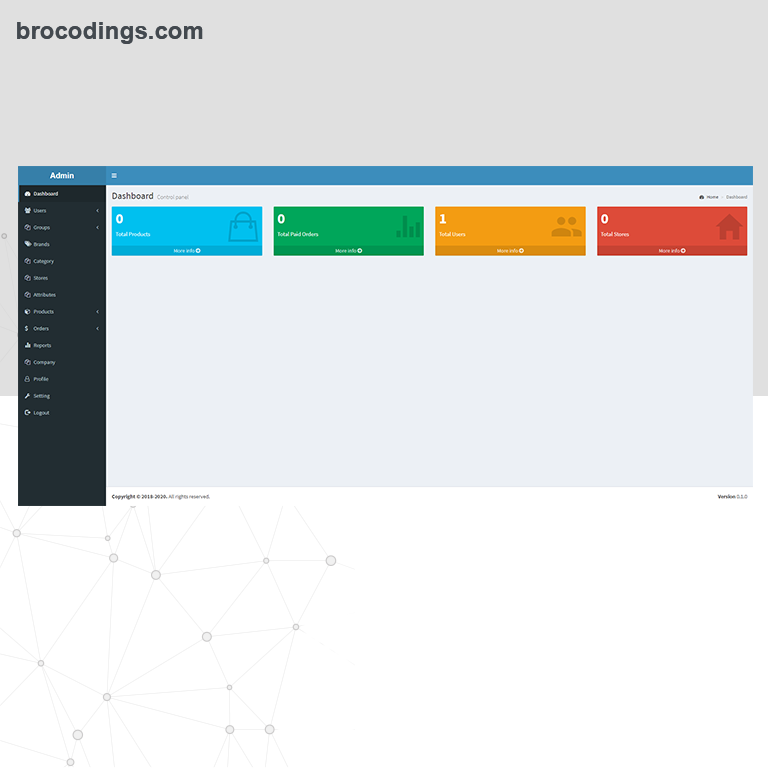 brocodings.com
Admin
Dashboard
Users
Groups
Brands
Category
Stores
Attributes
Products
Orders
Reports
Company
Profile
Setting
Logout
Dashboard Control panel
Home > Dashboard
0
Total Products
More info
0
Total Paid Orders
More info
1
Total Users
More info
0
Total Stores
More info
Copyright © 2018-2020. All rights reserved.
Version 0.1.0